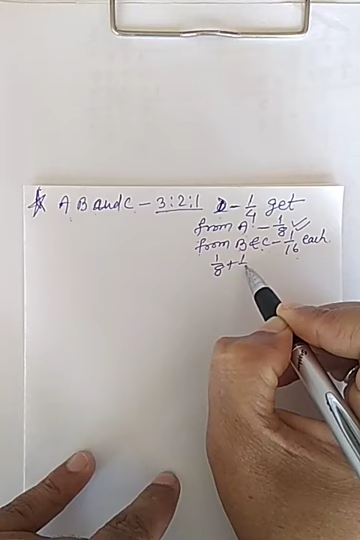 ☆ A B and C - 3:2:1 D - 1/4 get
from A - 1/8 ✓
from B & C - 1/16 each.
1/8 + 1